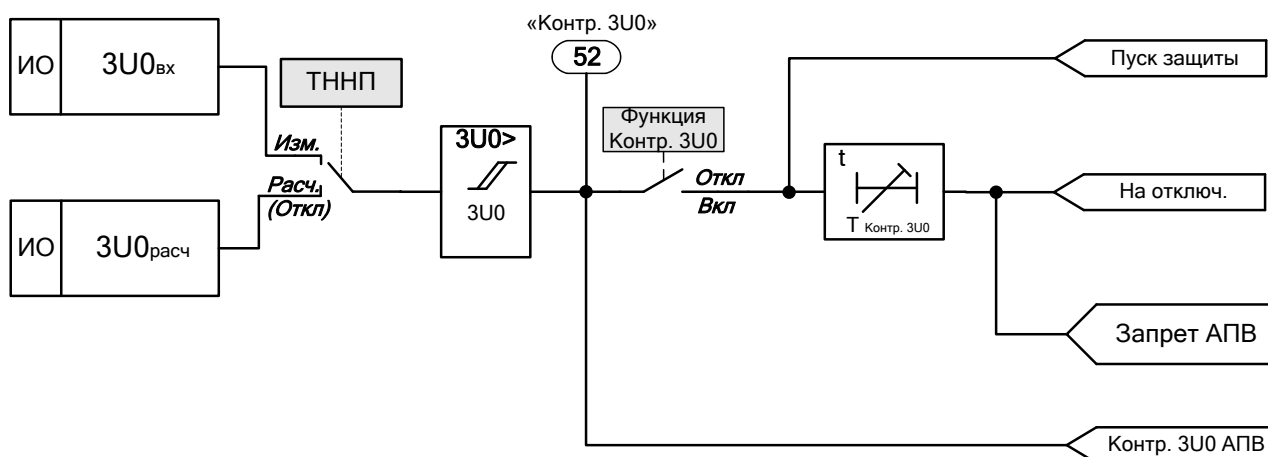 «Контр. 3U0»
52
ИО
3U0вх
ТННП
Изм.
Расч.
(Откл)
ИО
3U0расч
3U0>
3U0
Функция
Контр. 3U0
Откл
Вкл
t
T Контр. 3U0
Пуск защиты
На отключ.
Запрет АПВ
Контр. 3U0 АПВ